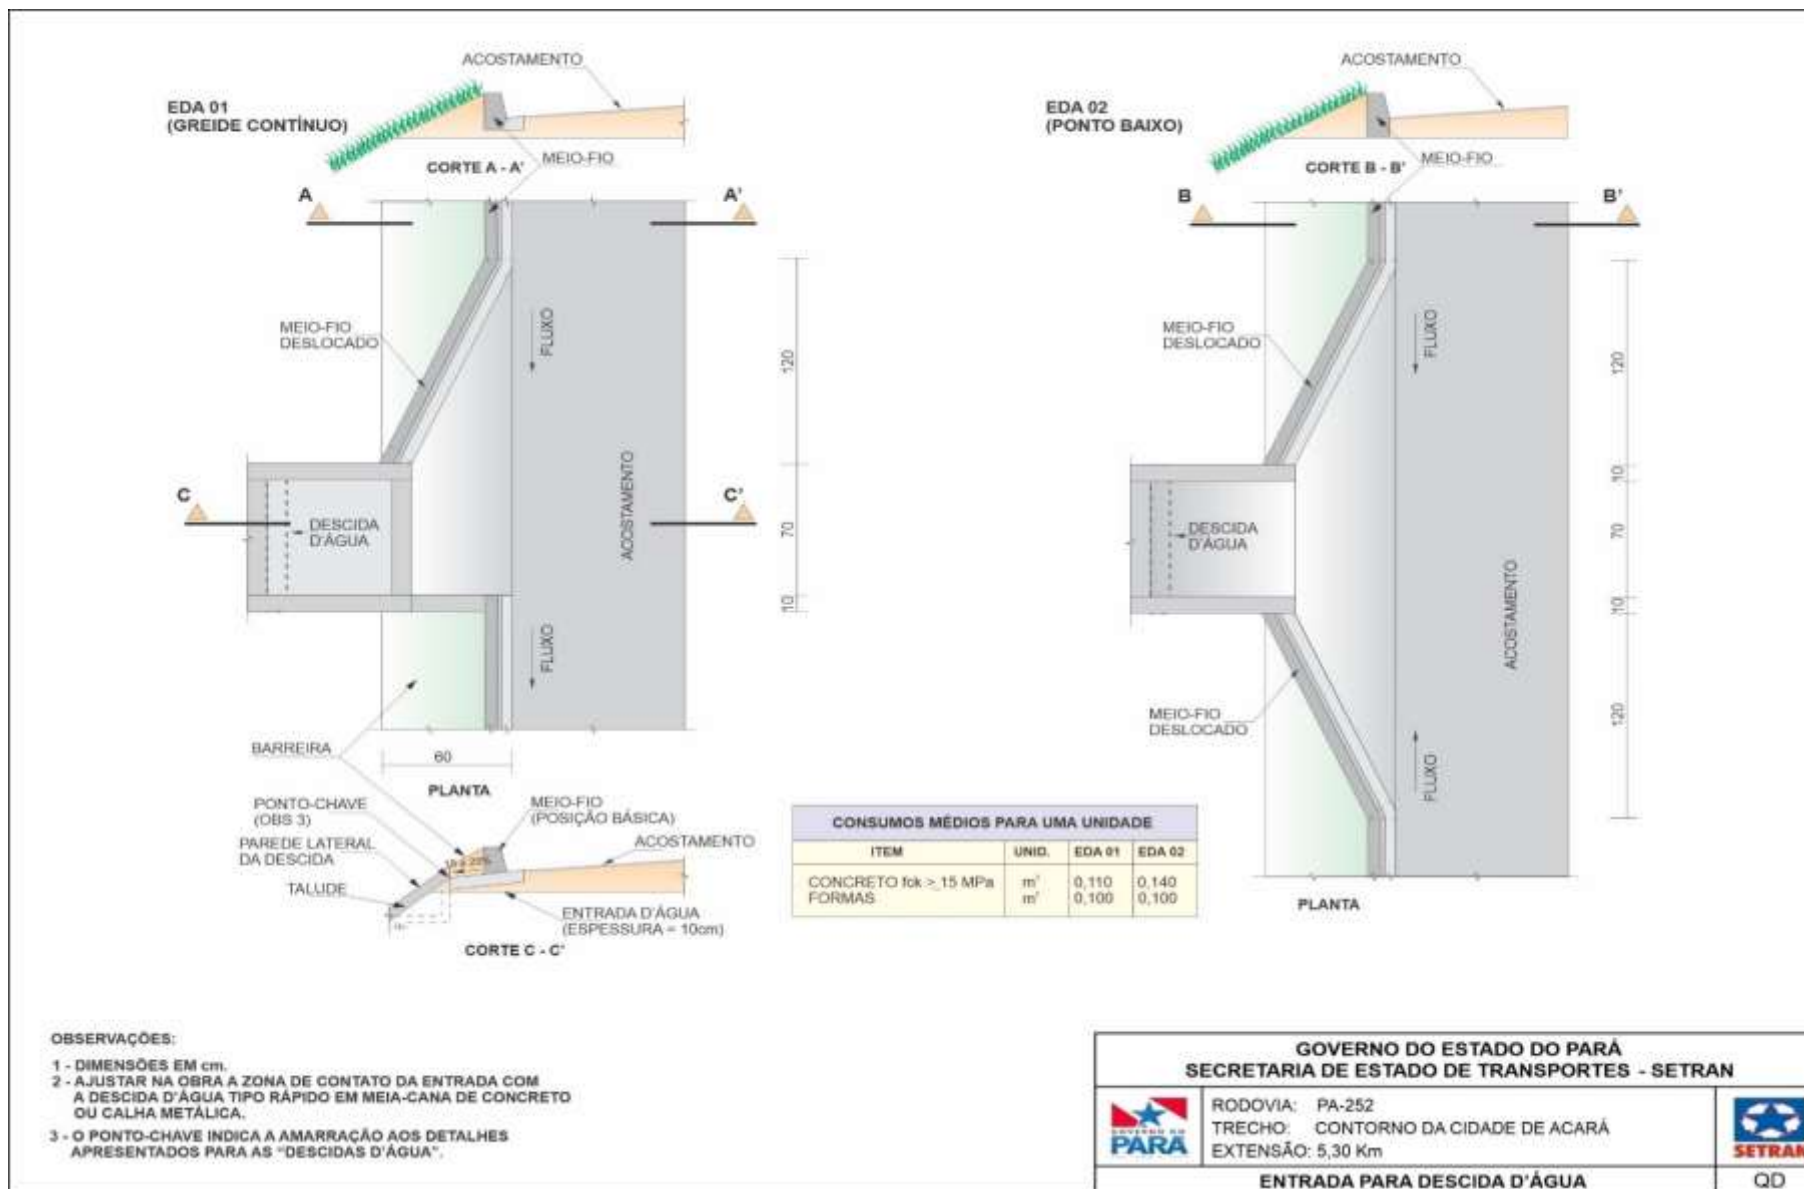 EDA 01
(GREIDE CONTÍNUO)
ACOSTAMENTO
MEIO-FIO
CORTE A - A'
A
A'
MEIO-FIO
DESLOCADO
FLUXO
120
C
C'
DESCIDA
D'ÁGUA
ACOSTAMENTO
70
10
FLUXO
BARREIRA
60
PLANTA
PONTO-CHAVE
(OBS 3)
MEIO-FIO
(POSIÇÃO BÁSICA)
PAREDE LATERAL
DA DESCIDA
ACOSTAMENTO
TALUDE
ENTRADA D'ÁGUA
(ESPESSURA = 10cm)
CORTE C - C'
EDA 02
(PONTO BAIXO)
ACOSTAMENTO
MEIO-FIO
CORTE B - B'
B
B'
MEIO-FIO
DESLOCADO
FLUXO
120
10
DESCIDA
D'ÁGUA
70
10
ACOSTAMENTO
MEIO-FIO
DESLOCADO
120
FLUXO
PLANTA
CONSUMOS MÉDIOS PARA UMA UNIDADE
ITEM UNID. EDA 01 EDA 02
CONCRETO fck > 15 MPa 0,110 0,140
FORMAS 0,100 0,100
OBSERVAÇÕES:
1 - DIMENSÕES EM cm.
2 - AJUSTAR NA OBRA A ZONA DE CONTATO DA ENTRADA COM
A DESCIDA D'ÁGUA TIPO RÁPIDO EM MEIA-CANA DE CONCRETO
OU CALHA METÁLICA.
3 - O PONTO-CHAVE INDICA A AMARRAÇÃO AOS DETALHES
APRESENTADOS PARA AS "DESCIDAS D'ÁGUA".
GOVERNO DO ESTADO DO PARÁ
SECRETARIA DE ESTADO DE TRANSPORTES - SETRAN
GOVERNO DO
PARÁ
RODOVIA: PA-252
TRECHO: CONTORNO DA CIDADE DE ACARÁ
EXTENSÃO: 5,30 Km
SETRAN
ENTRADA PARA DESCIDA D'ÁGUA
QD